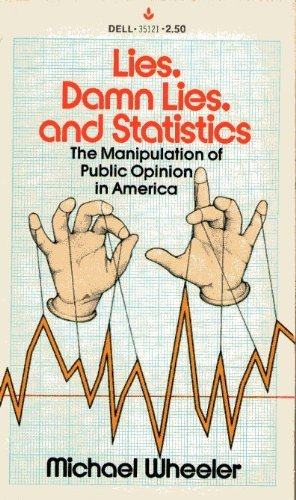 DELL • 35121 • 2.50
Lies,
Damn Lies,
and Statistics
The Manipulation of
Public Opinion
in America
Michael Wheeler